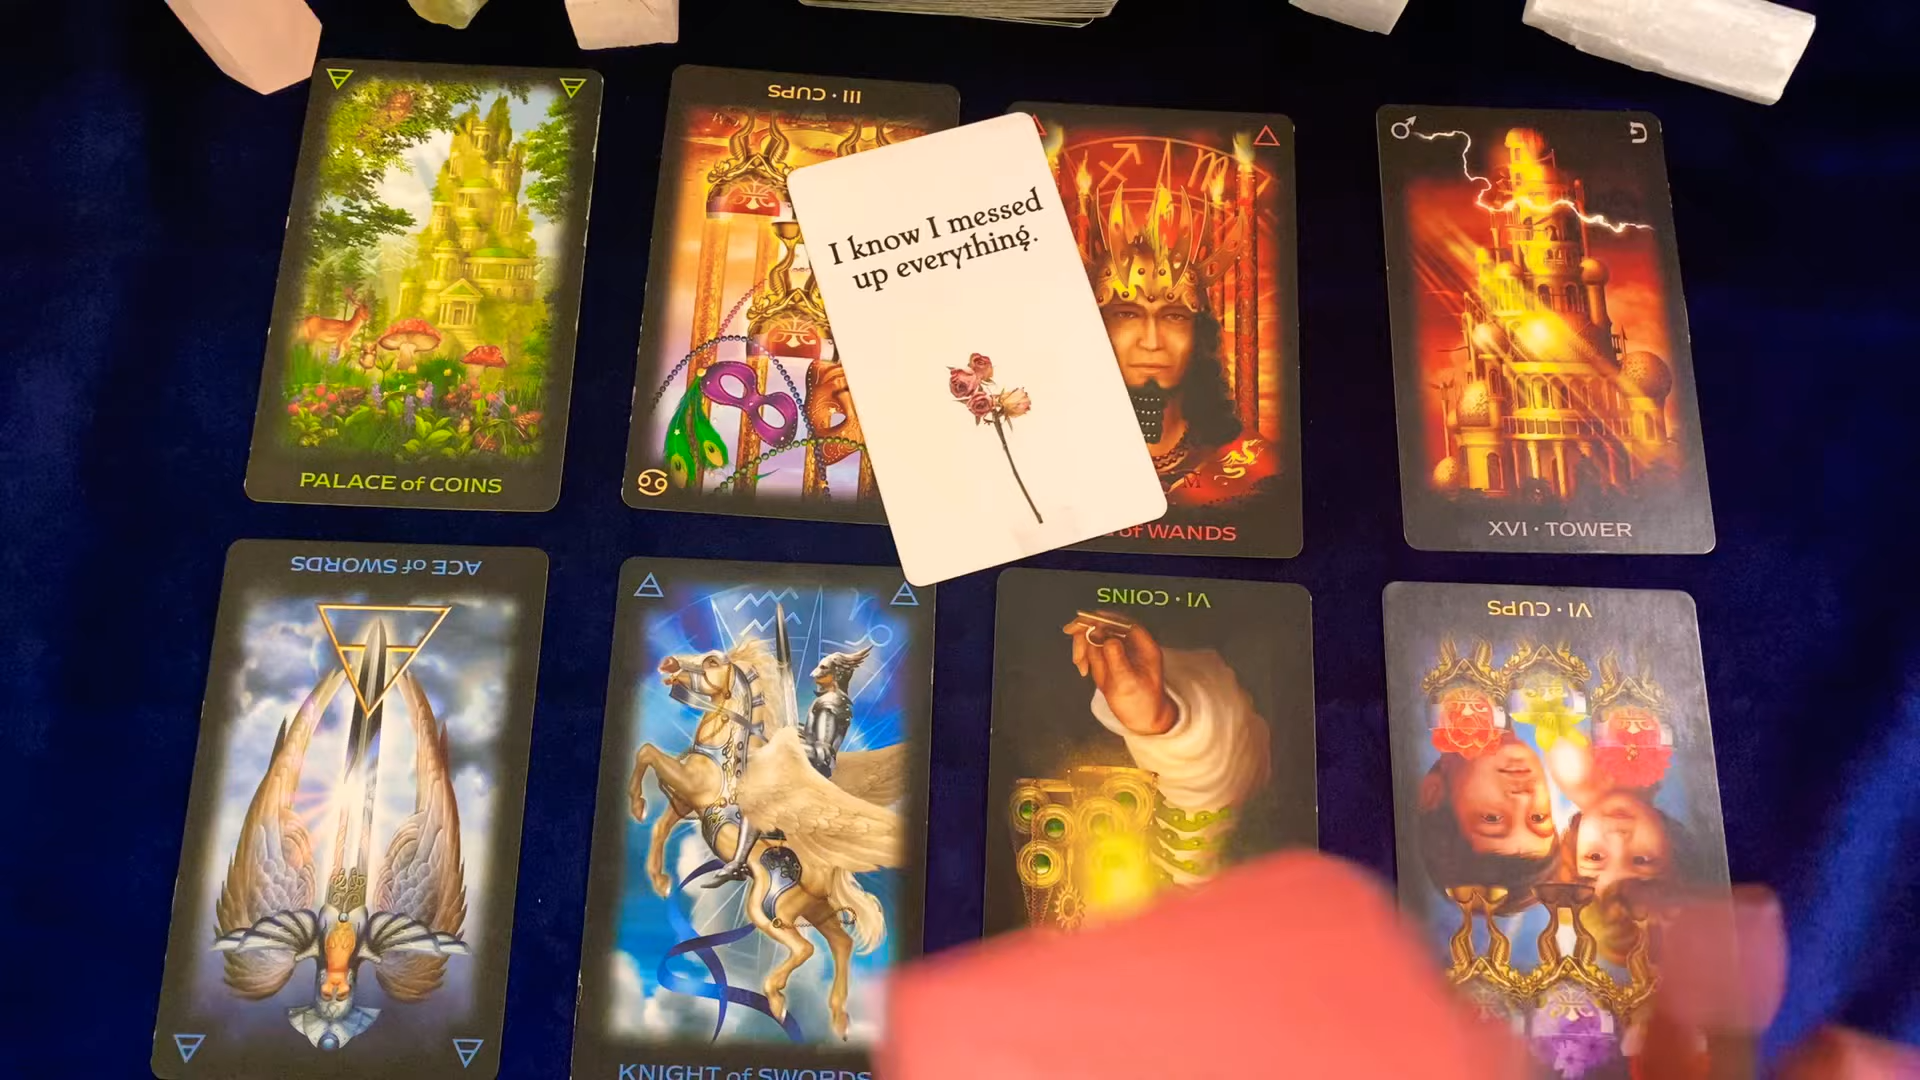 PALACE of COINS
III · CUPS
I know I messed
up everything.
of WANDS
XVI · TOWER
ACE of SWORDS
KNIGHT of SWORDS
VI · COINS
VI · CUPS